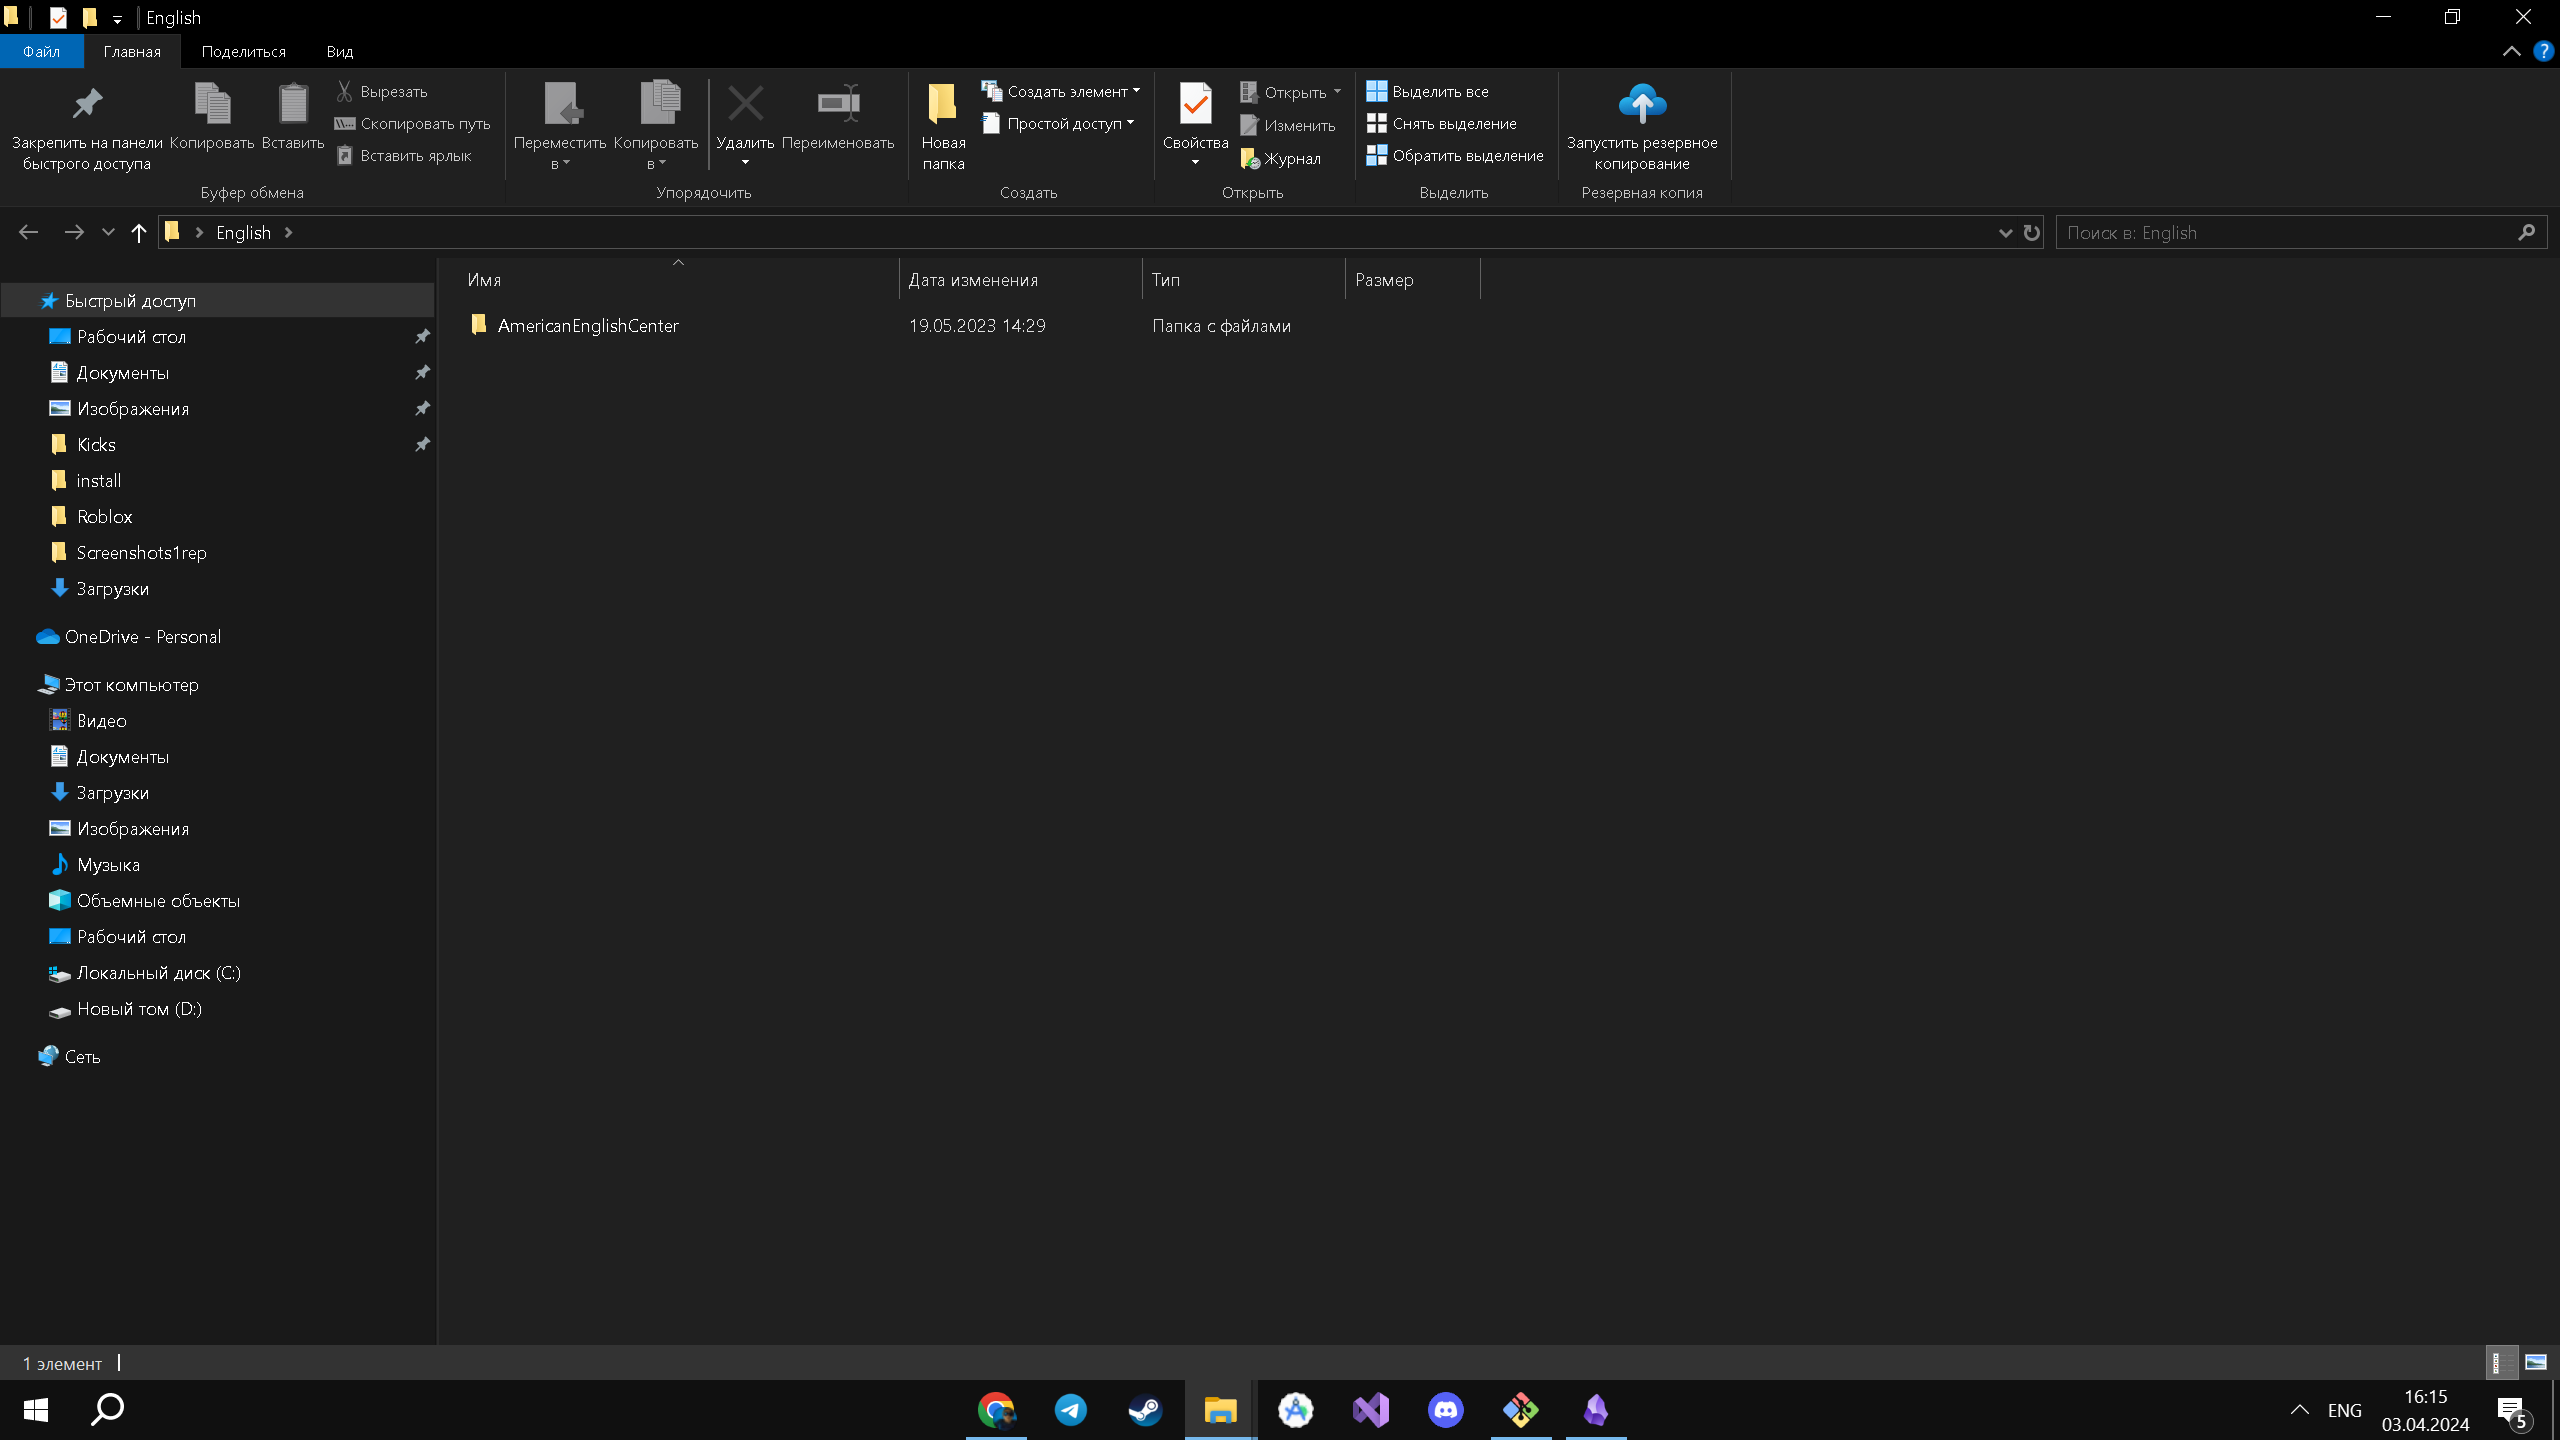 English
Файл
Главная
Поделиться
Вид
Закрепить на панели
быстрого доступа
Копировать
Вставить
Вырезать
Скопировать путь
Вставить ярлык
Буфер обмена
Переместить
в
Копировать
в
Удалить
Переименовать
Упорядочить
Новая
папка
Создать элемент
Простой доступ
Создать
Свойства
Открыть
Изменить
Журнал
Открыть
Выделить все
Снять выделение
Обратить выделение
Выделить
Запустить резервное
копирование
Резервная копия
English
Поиск в: English
Имя
Дата изменения
Тип
Размер
AmericanEnglishCenter
19.05.2023 14:29
Папка с файлами
Быстрый доступ
Рабочий стол
Документы
Изображения
Kicks
install
Roblox
Screenshots1rep
Загрузки
OneDrive - Personal
Этот компьютер
Видео
Документы
Загрузки
Изображения
Музыка
Объемные объекты
Рабочий стол
Локальный диск (C:)
Новый том (D:)
Сеть
1 элемент
ENG
16:15
03.04.2024
5